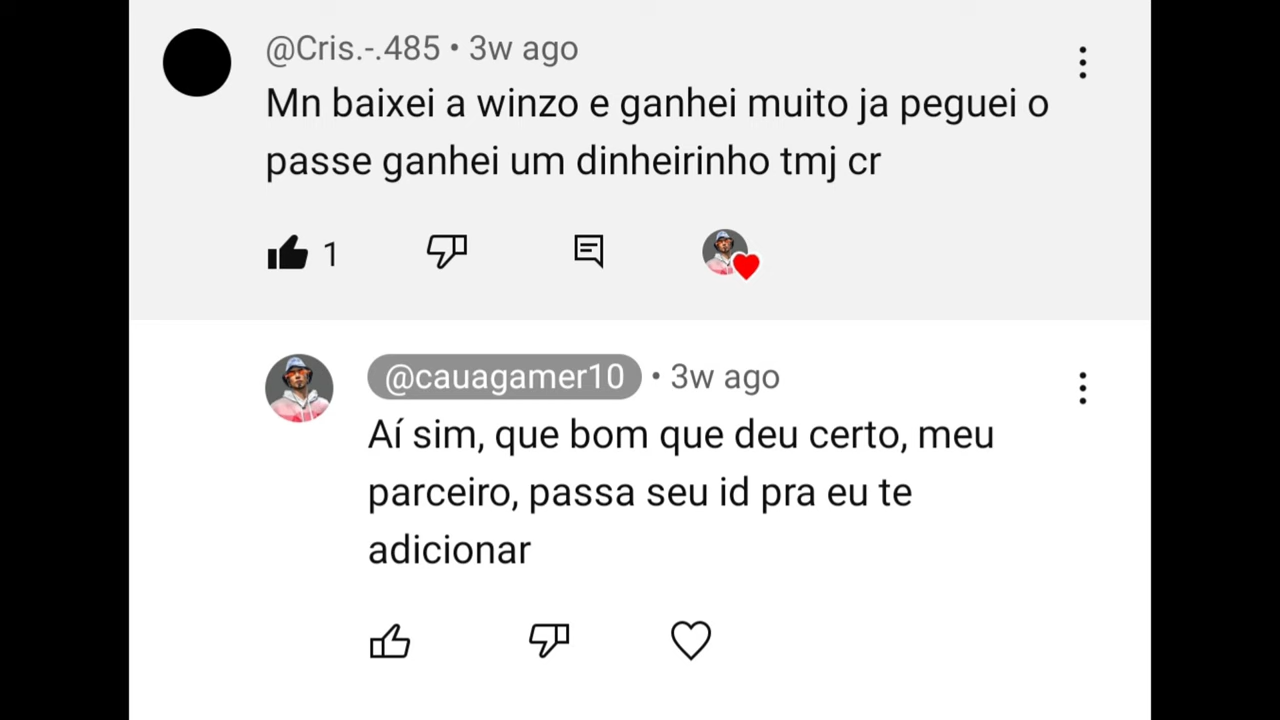 @Cris.-.485 • 3w ago
Mn baixei a winzo e ganhei muito ja peguei o
passe ganhei um dinheirinho tmj cr
1
@cauagamer10 • 3w ago
Aí sim, que bom que deu certo, meu
parceiro, passa seu id pra eu te
adicionar